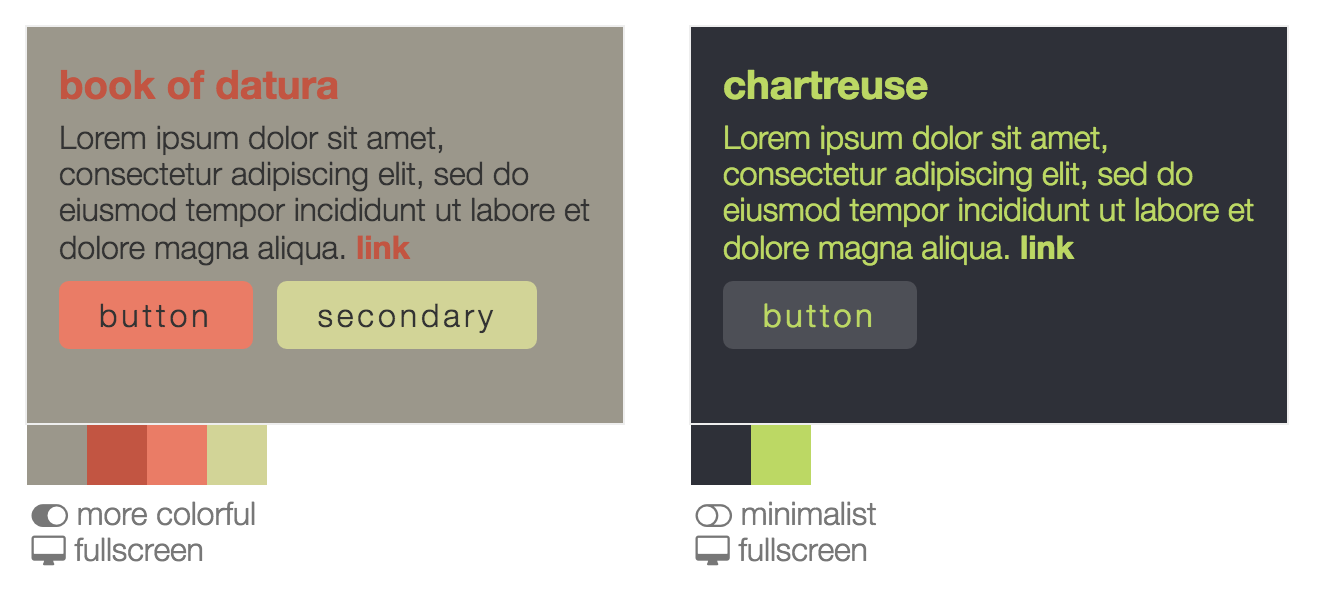 book of datura
Lorem ipsum dolor sit amet,
consectetur adipiscing elit, sed do
eiusmod tempor incididunt ut labore et
dolore magna aliqua. link
button
secondary
more colorful
fullscreen
chartreuse
Lorem ipsum dolor sit amet,
consectetur adipiscing elit, sed do
eiusmod tempor incididunt ut labore et
dolore magna aliqua. link
button
minimalist
fullscreen